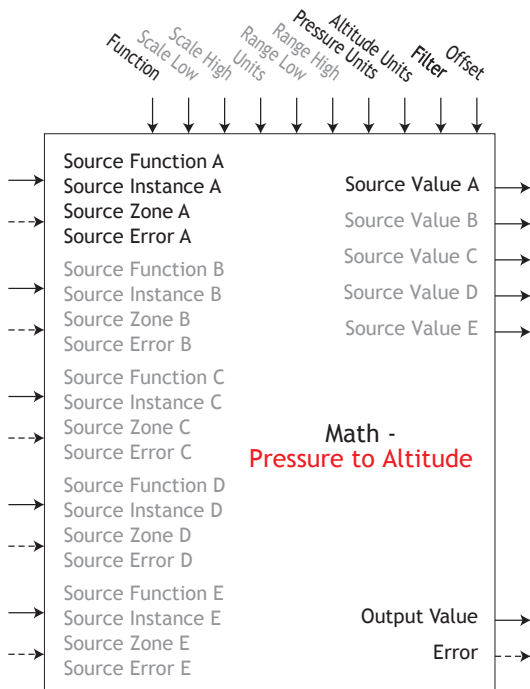 Function
Scale Low
Scale High
Units
Range Low
Range High
Pressure Units
Altitude Units
Filter
Offset
Source Function A
Source Instance A
Source Zone A
Source Error A
Source Function B
Source Instance B
Source Zone B
Source Error B
Source Function C
Source Instance C
Source Zone C
Source Error C
Source Function D
Source Instance D
Source Zone D
Source Error D
Source Function E
Source Instance E
Source Zone E
Source Error E
Source Value A
Source Value B
Source Value C
Source Value D
Source Value E
Math -
Pressure to Altitude
Output Value
Error